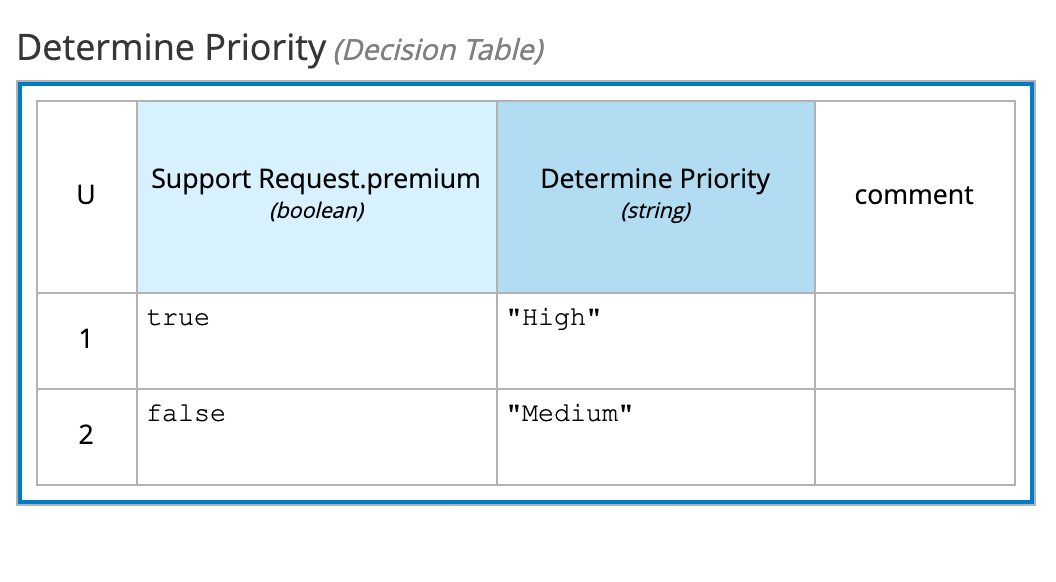 Determine Priority (Decision Table)
U
Support Request.premium
(boolean)
Determine Priority
(string)
comment
1
true
"High"
2
false
"Medium"